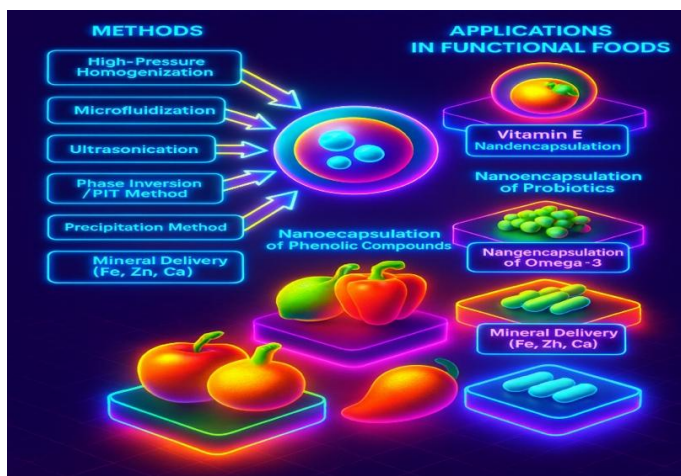 METHODS
High-Pressure
Homogenization
Microfluidization
Ultrasonication
Phase Inversion
/PIT Method
Precipitation Method
Mineral Delivery
(Fe, Zn, Ca)
Nanoecapsulation
of Phenolic Compounds
APPLICATIONS
IN FUNCTIONAL FOODS
Vitamin E
Nandencapsulation
Nanoencapsulation
of Probiotics
Nangencapsulation
of Omega-3
Mineral Delivery
(Fe, Zh, Ca)